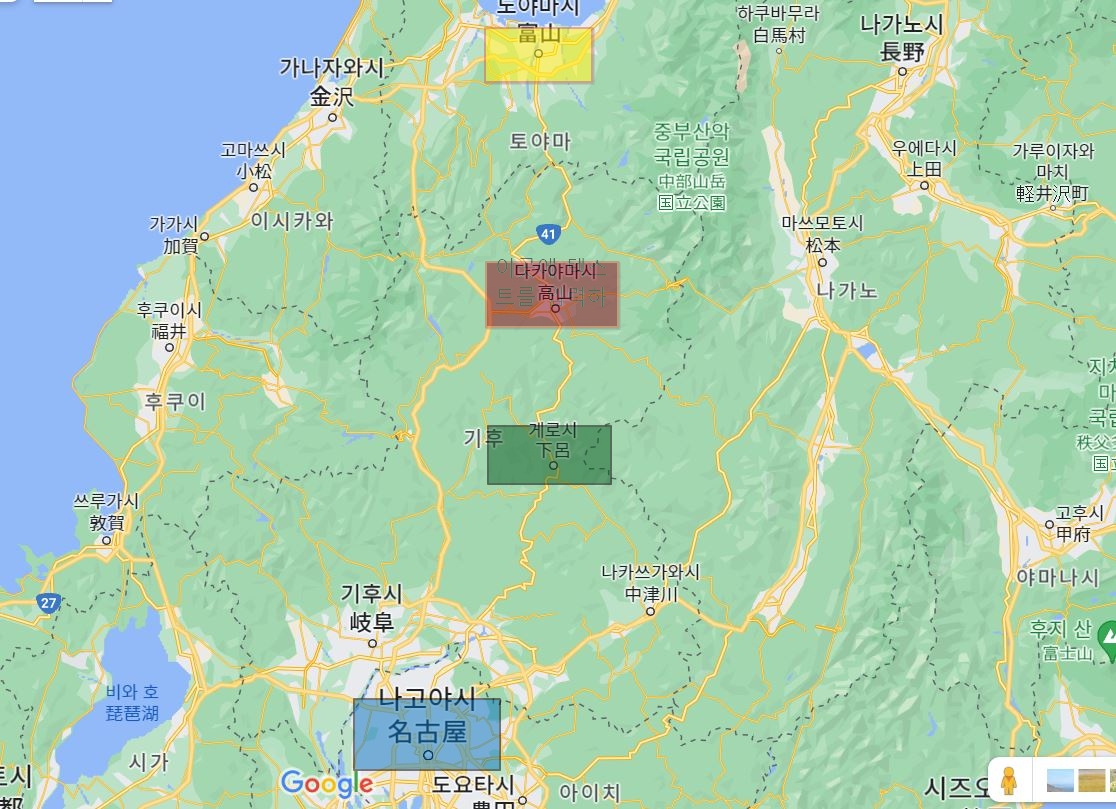 도야마시
富山
하쿠바무라
白馬村
나가노시
長野
가나자와시
金沢
토야마
중부산악
국립공원
中部山岳
国立公園
고마쓰시
小松
우에다시
上田
가루이자와
마치
軽井沢町
이시카와
가가시
加賀
41
마쓰모토시
松本
다카야마시
高山
나가노
후쿠이시
福井
후쿠이
기후
게로시
下呂
쓰루가시
敦賀
고후시
甲府
27
나카쓰가와시
中津川
야마나시
기후시
岐阜
후지 산
富士山
비와 호
琵琶湖
나고야시
名古屋
시가
Google
도요타시
豊田
아이치
시즈오